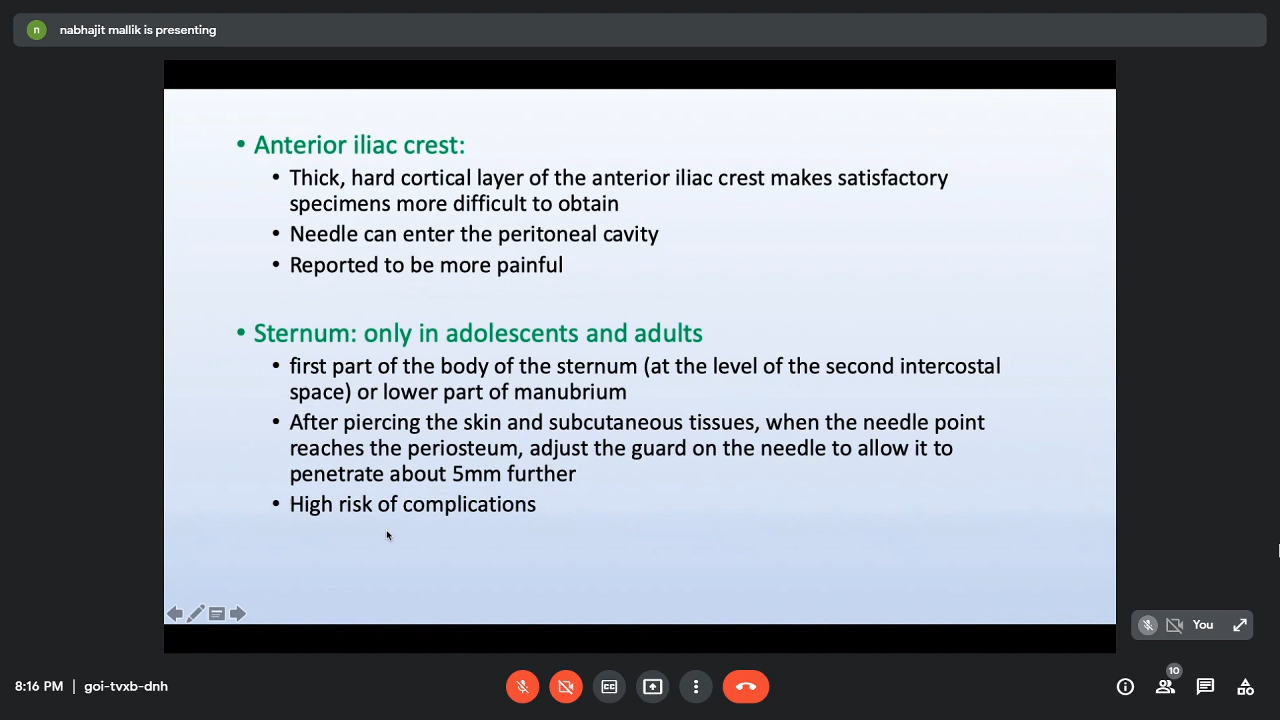 n nabhajit mallik is presenting
• Anterior iliac crest:
• Thick, hard cortical layer of the anterior iliac crest makes satisfactory
specimens more difficult to obtain
• Needle can enter the peritoneal cavity
• Reported to be more painful
• Sternum: only in adolescents and adults
• first part of the body of the sternum (at the level of the second intercostal
space) or lower part of manubrium
• After piercing the skin and subcutaneous tissues, when the needle point
reaches the periosteum, adjust the guard on the needle to allow it to
penetrate about 5mm further
• High risk of complications
You
8:16 PM | goi-tvxb-dnh
CC
10